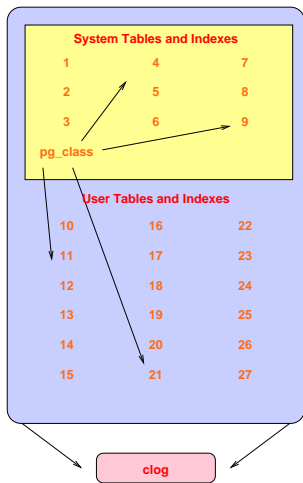 System Tables and Indexes
1 4 7
2 5 8
3 6 9
pg_class
User Tables and Indexes
10 16 22
11 17 23
12 18 24
13 19 25
14 20 26
15 21 27
clog